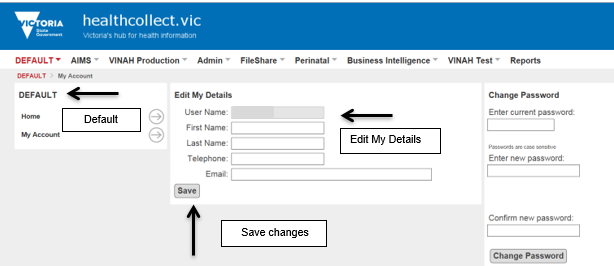 VICTORIA
State
Government
healthcollect.vic
Victoria's hub for health information
DEFAULT AIMS VINAH Production Admin FileShare Perinatal Business Intelligence VINAH Test Reports
DEFAULT > My Account
DEFAULT
Home
My Account
Default
Edit My Details
User Name:
First Name:
Last Name:
Telephone:
Email:
Save
Edit My Details
Save changes
Change Password
Enter current password:
Passwords are case sensitive
Enter new password:
Confirm new password:
Change Password